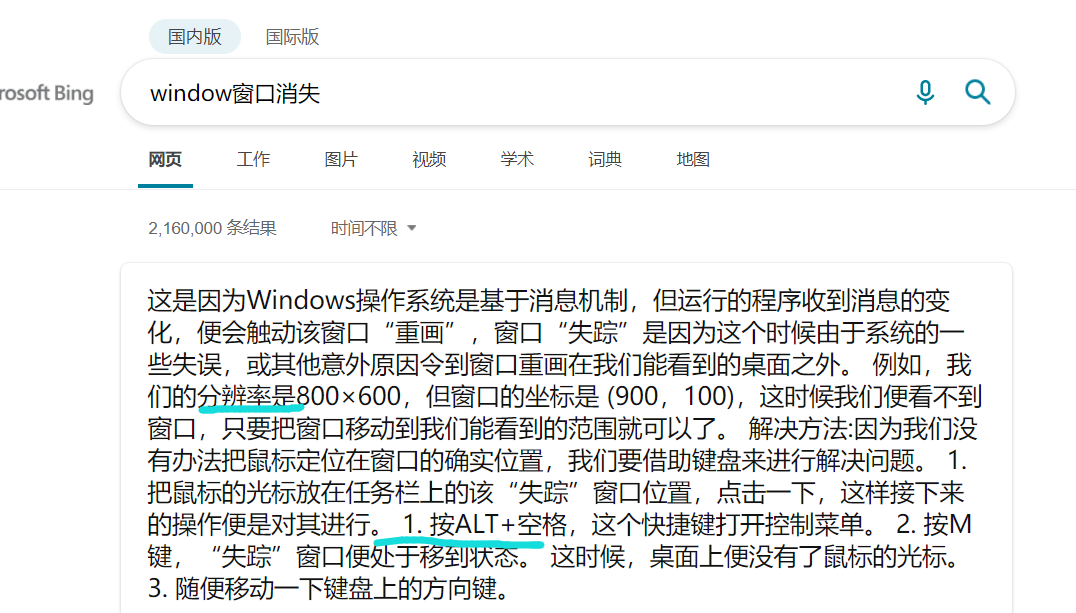 国内版 国际版
rosoft Bing window窗口消失
网页 工作 图片 视频 学术 词典 地图
2,160,000 条结果 时间不限
这是因为Windows操作系统是基于消息机制，但运行的程序收到消息的变
化，便会触动该窗口“重画”，窗口“失踪”是因为这个时候由于系统的一
些失误，或其他意外原因令到窗口重画在我们能看到的桌面之外。 例如，我
们的分辨率是800×600，但窗口的坐标是 (900，100)，这时候我们便看不到
窗口，只要把窗口移动到我们能看到的范围就可以了。 解决方法:因为我们没
有办法把鼠标定位在窗口的确实位置，我们要借助键盘来进行解决问题。 1.
把鼠标的光标放在任务栏上的该“失踪”窗口位置，点击一下，这样接下来
的操作便是对其进行。 1. 按ALT+空格，这个快捷键打开控制菜单。 2. 按M
键，“失踪”窗口便处于移到状态。 这时候，桌面上便没有了鼠标的光标。
3. 随便移动一下键盘上的方向键。